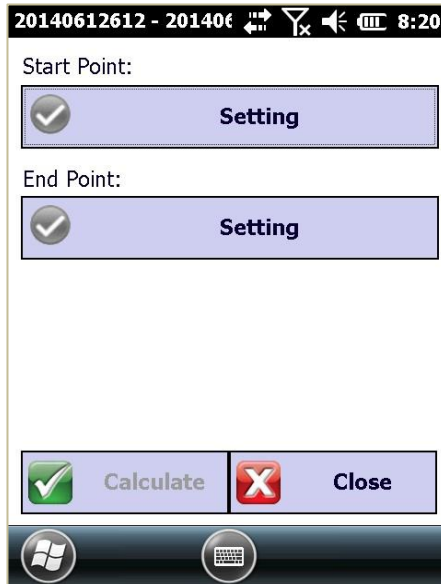 20140612612 - 201406 8:20
Start Point:
Setting
End Point:
Setting
Calculate Close